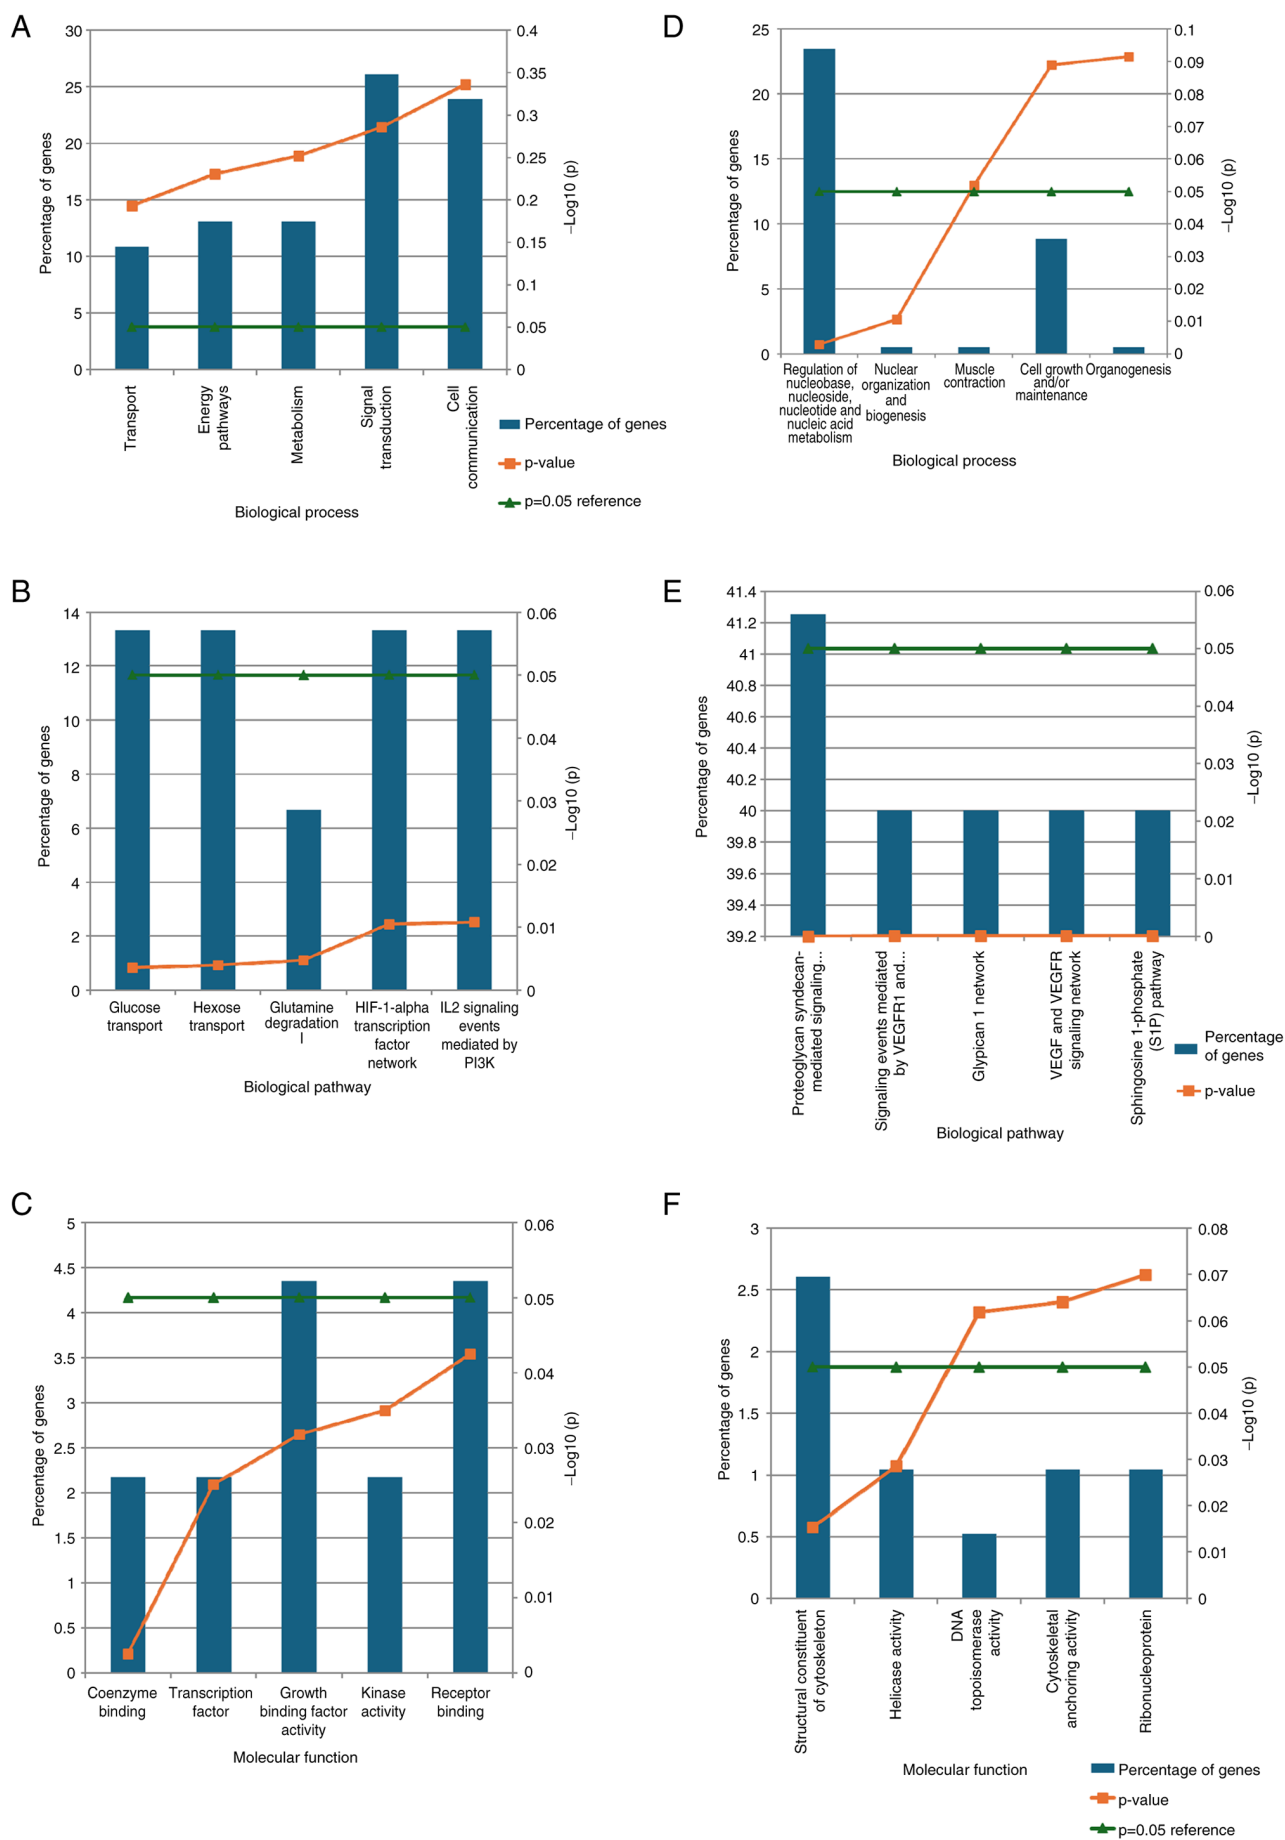 A
30
25
20
15
10
5
0
Percentage of genes
0.4
0.35
0.3
0.25
0.2
0.15
0.1
0.05
0
–Log10 (p)
Transport
Energy
pathways
Metabolism
Signal
transduction
Cell
communication
Biological process
Percentage of genes
p-value
p=0.05 reference
D
25
20
15
10
5
0
Percentage of genes
0.1
0.09
0.08
0.07
0.06
0.05
0.04
0.03
0.02
0.01
0
–Log10 (p)
Regulation of
nucleobase,
nucleoside,
nucleotide and
nucleic acid
metabolism
Nuclear
organization
and
biogenesis
Muscle
contraction
Cell growth
and/or
maintenance
Organogenesis
Biological process
B
14
12
10
8
6
4
2
0
Percentage of genes
0.06
0.05
0.04
0.03
0.02
0.01
0
–Log10 (p)
Glucose
transport
Hexose
transport
Glutamine
degradation
I
HIF-1-alpha
transcription
factor
network
IL2 signaling
events
mediated by
PI3K
Biological pathway
E
41.4
41.2
41
40.8
40.6
40.4
40.2
40
39.8
39.6
39.4
39.2
Percentage of genes
0.06
0.05
0.04
0.03
0.02
0.01
0
–Log10 (p)
Proteoglycan syndecan-
mediated signaling...
Signaling events mediated
by VEGFR1 and...
Glypican 1 network
VEGF and VEGFR
signaling network
Sphingosine 1-phosphate
(S1P) pathway
Biological pathway
Percentage
of genes
p-value
C
5
4.5
4
3.5
3
2.5
2
1.5
1
0.5
0
Percentage of genes
0.06
0.05
0.04
0.03
0.02
0.01
0
–Log10 (p)
Coenzyme
binding
Transcription
factor
Growth
binding factor
activity
Kinase
activity
Receptor
binding
Molecular function
F
3
2.5
2
1.5
1
0.5
0
Percentage of genes
0.08
0.07
0.06
0.05
0.04
0.03
0.02
0.01
0
–Log10 (p)
Structural constituent
of cytoskeleton
Helicase activity
DNA
topoisomerase
activity
Cytoskeletal
anchoring activity
Ribonucleoprotein
Molecular function
Percentage of genes
p-value
p=0.05 reference